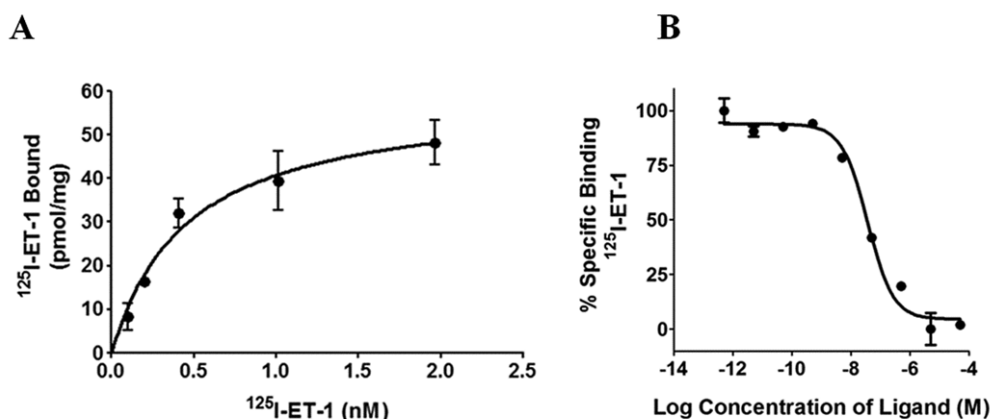 A
60
50
40
30
20
10
0
¹²⁵I-ET-1 Bound
(pmol/mg)
0.0 0.5 1.0 1.5 2.0 2.5
¹²⁵I-ET-1 (nM)
B
100
75
50
25
0
% Specific Binding
¹²⁵I-ET-1
-14 -12 -10 -8 -6 -4
Log Concentration of Ligand (M)